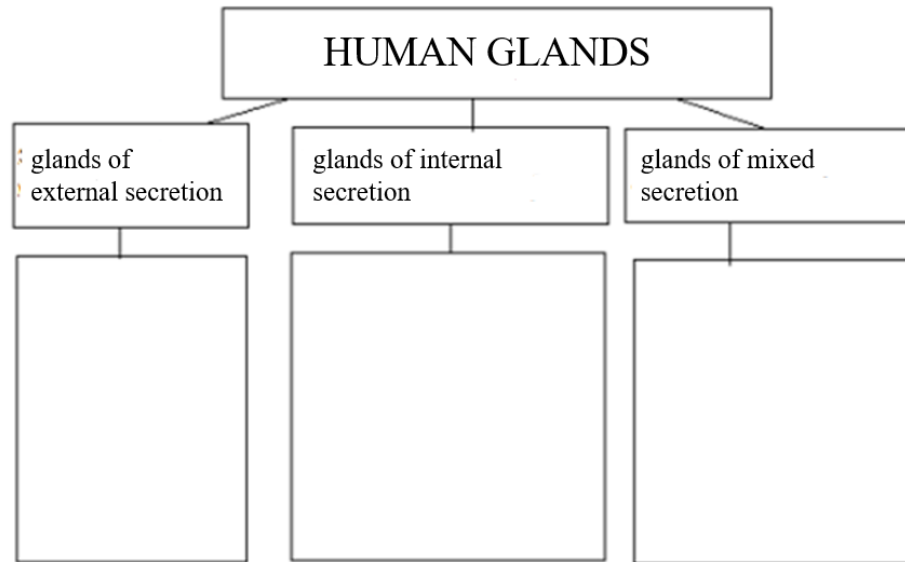 HUMAN GLANDS
glands of
external secretion
glands of internal
secretion
glands of mixed
secretion